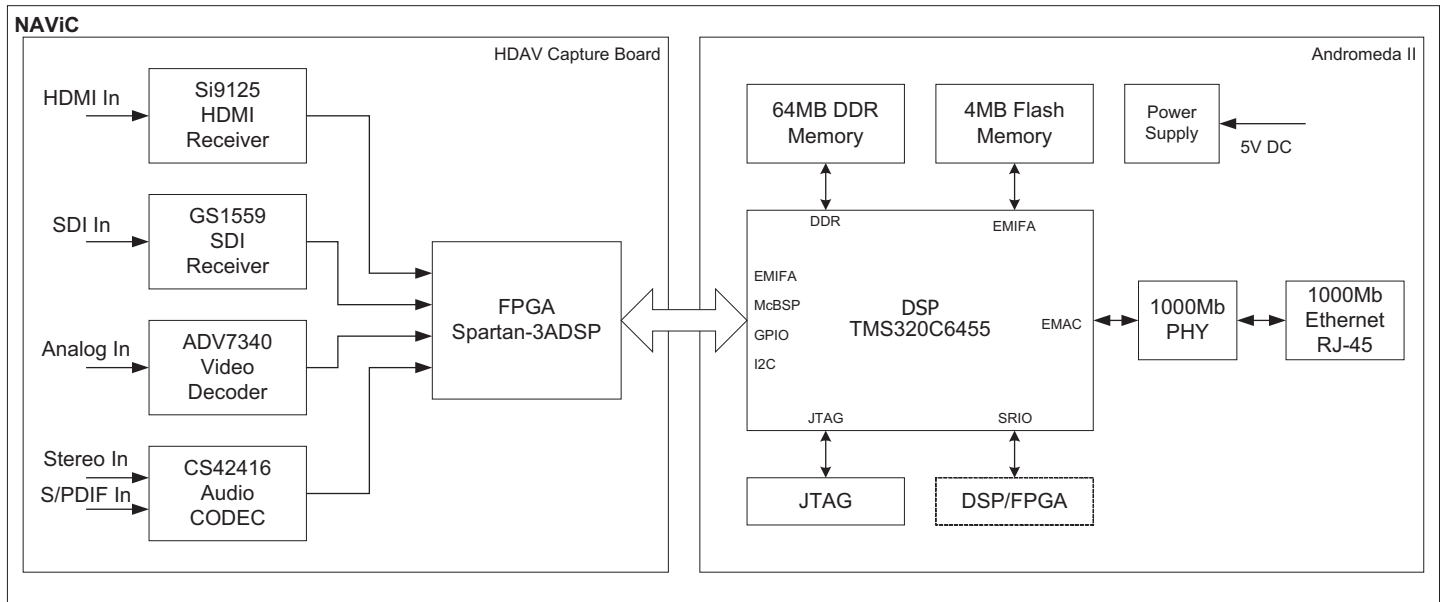 NAViC
HDAV Capture Board
HDMI In
Si9125
HDMI
Receiver
SDI In
GS1559
SDI
Receiver
Analog In
ADV7340
Video
Decoder
Stereo In
S/PDIF In
CS42416
Audio
CODEC
FPGA
Spartan-3ADSP
Andromeda II
64MB DDR
Memory
4MB Flash
Memory
Power
Supply
5V DC
DDR
EMIFA
EMIFA
McBSP
GPIO
I2C
DSP
TMS320C6455
EMAC
1000Mb
PHY
1000Mb
Ethernet
RJ-45
JTAG
SRIO
JTAG
DSP/FPGA